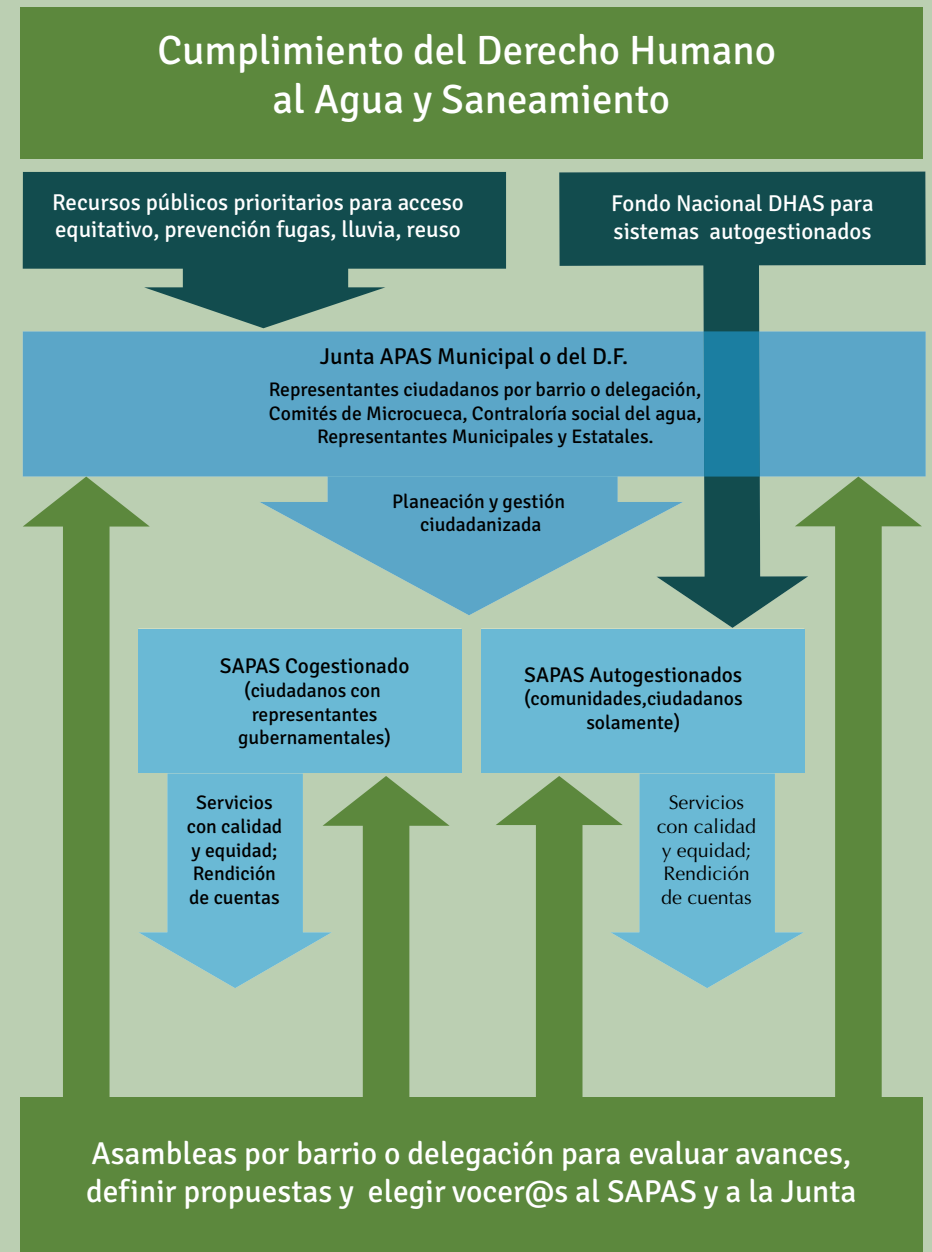 Cumplimiento del Derecho Humano
al Agua y Saneamiento
Recursos públicos prioritarios para acceso
equitativo, prevención fugas, lluvia, reuso
Fondo Nacional DHAS para
sistemas autogestionados
Junta APAS Municipal o del D.F.
Representantes ciudadanos por barrio o delegación,
Comités de Microcueca, Contraloría social del agua,
Representantes Municipales y Estatales.
Planeación y gestión
ciudadanizada
SAPAS Cogestionado
(ciudadanos con
representantes
gubernamentales)
SAPAS Autogestionados
(comunidades,ciudadanos
solamente)
Servicios
con calidad
y equidad;
Rendición
de cuentas
Servicios
con calidad
y equidad;
Rendición
de cuentas
Asambleas por barrio o delegación para evaluar avances,
definir propuestas y elegir vocer@s al SAPAS y a la Junta